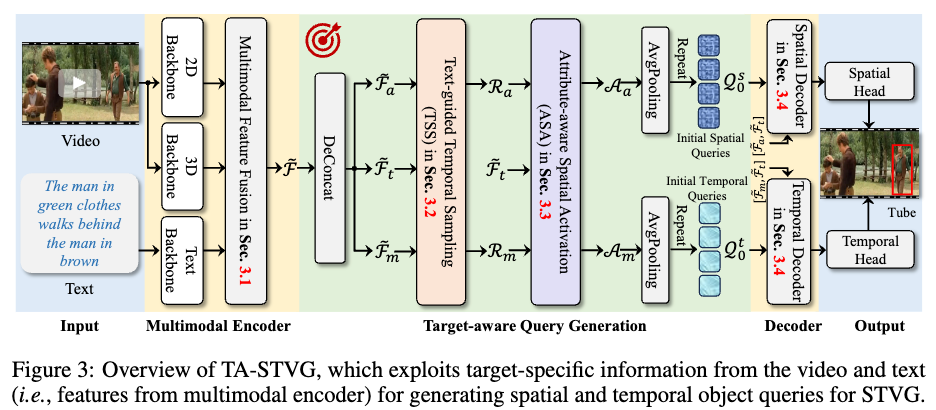 Video
The man in
green clothes
walks behind
the man in
brown
Text
2D
Backbone
3D
Backbone
Text
Backbone
Multimodal Feature Fusion in Sec. 3.1
F̃
DeConcat
F̃a
F̃t
F̃m
Text-guided Temporal Sampling
(TSS) in Sec. 3.2
Ra
F̃t
Rm
Attribute-aware Spatial Activation
(ASA) in Sec. 3.3
Aa
Am
AvgPooling
AvgPooling
Repeat
Initial Spatial
Queries
Initial Temporal
Queries
Repeat
Q0s
Q0t
Spatial Decoder
in Sec. 3.4
[F̃a, F̃t]
[F̃m, F̃t]
Temporal Decoder
in Sec. 3.4
Spatial
Head
Tube
Temporal
Head
Input
Multimodal Encoder
Target-aware Query Generation
Decoder
Output
Figure 3: Overview of TA-STVG, which exploits target-specific information from the video and text
(i.e., features from multimodal encoder) for generating spatial and temporal object queries for STVG.